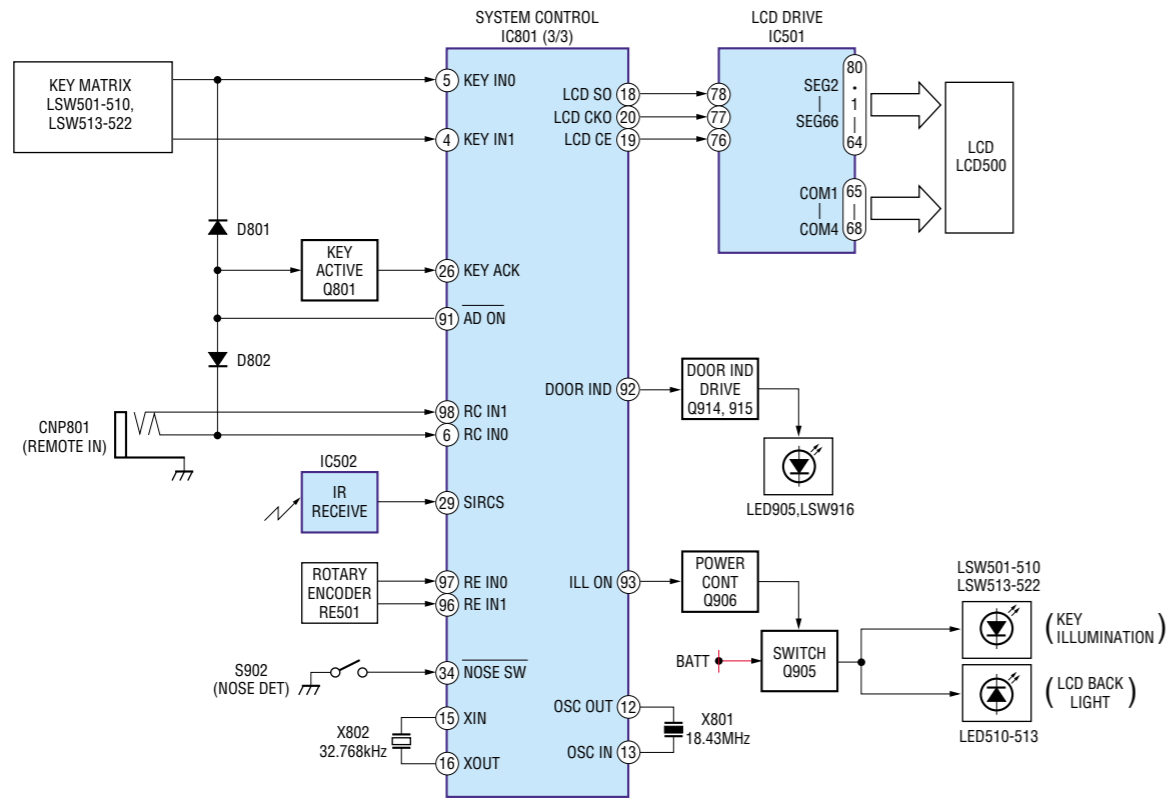 SYSTEM CONTROL
IC801 (3/3)
LCD DRIVE
IC501
KEY MATRIX
LSW501-510,
LSW513-522
5 KEY IN0
4 KEY IN1
LCD SO 18
LCD CKO 20
LCD CE 19
78
77
76
SEG2
|
SEG66
80
•
1
|
64
COM1
|
COM4
65
|
68
LCD
LCD500
D801
KEY
ACTIVE
Q801
26 KEY ACK
91 AD ON
D802
CNP801
(REMOTE IN)
98 RC IN1
6 RC IN0
DOOR IND 92
DOOR IND
DRIVE
Q914, 915
LED905,LSW916
IC502
IR
RECEIVE
29 SIRCS
ROTARY
ENCODER
RE501
97 RE IN0
96 RE IN1
ILL ON 93
POWER
CONT
Q906
LSW501-510
LSW513-522
(KEY
ILLUMINATION)
BATT
SWITCH
Q905
(LCD BACK
LIGHT)
LED510-513
S902
(NOSE DET)
34 NOSE SW
X802
32.768kHz
15 XIN
16 XOUT
OSC OUT 12
OSC IN 13
X801
18.43MHz